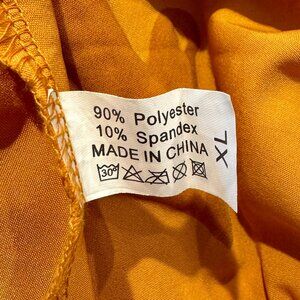 90% Polyester
10% Spandex
MADE IN CHINA
XL
30°